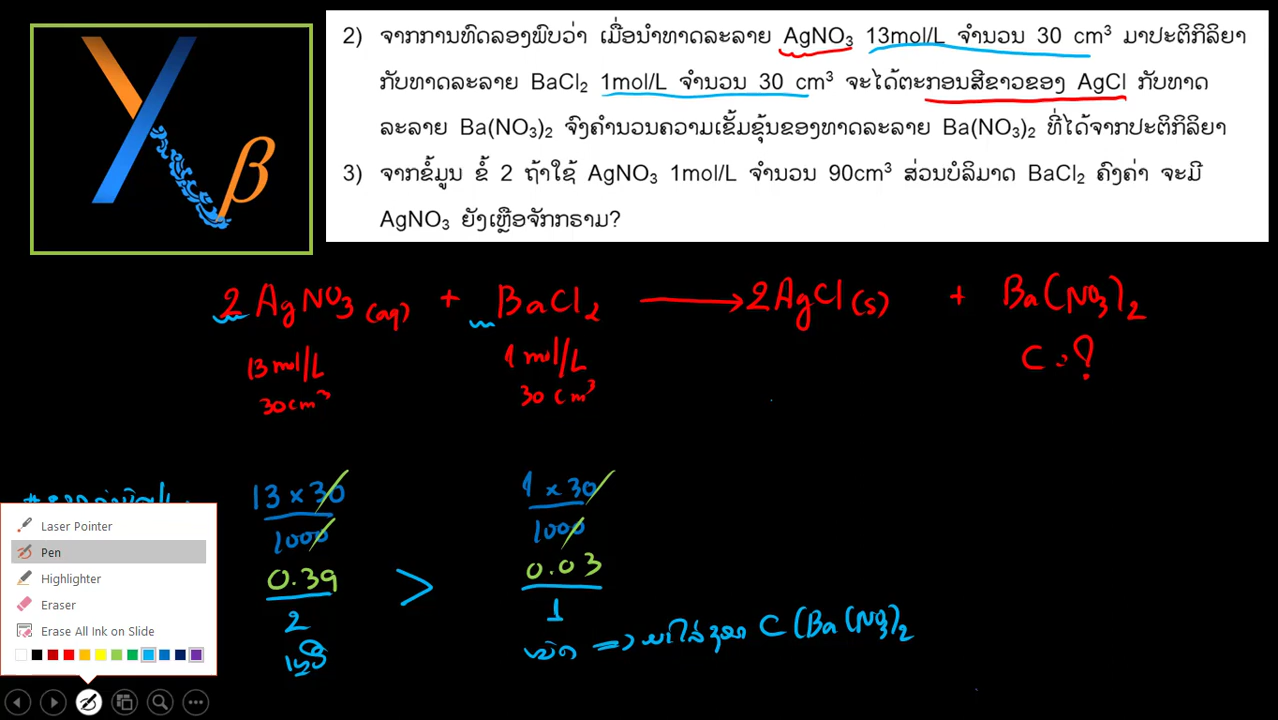 2) ຈາກການທົດລອງພົບວ່າ ເມື່ອນຳທາດລະລາຍ AgNO₃ 13mol/L ຈຳນວນ 30 cm³ ມາປະຕິກິລິຍາ
ກັບທາດລະລາຍ BaCl₂ 1mol/L ຈຳນວນ 30 cm³ ຈະໄດ້ຕະກອນສີຂາວຂອງ AgCl ກັບທາດ
ລະລາຍ Ba(NO₃)₂ ຈົ່ງຄຳນວນຄວາມເຂັ້ມຂຸ້ນຂອງທາດລະລາຍ Ba(NO₃)₂ ທີ່ໄດ້ຈາກປະຕິກິລິຍາ
3) ຈາກຂໍ້ມູນ ຂໍ້ 2 ຖ້າໃຊ້ AgNO₃ 1mol/L ຈຳນວນ 90cm³ ສ່ວນບໍລິມາດ BaCl₂ ຄົງຄ່າ ຈະມີ
AgNO₃ ຍັງເຫຼືອຈັກກຣາມ?
β
2AgNO₃(aq) + BaCl₂ → 2AgCl(s) + Ba(NO₃)₂
13 mol/L 1 mol/L C = ?
30cm³ 30 cm³
13 × 30 1 × 30
1000 1000
0.39 > 0.03
2 1
C(Ba(NO₃)₂
Laser Pointer
Pen
Highlighter
Eraser
Erase All Ink on Slide